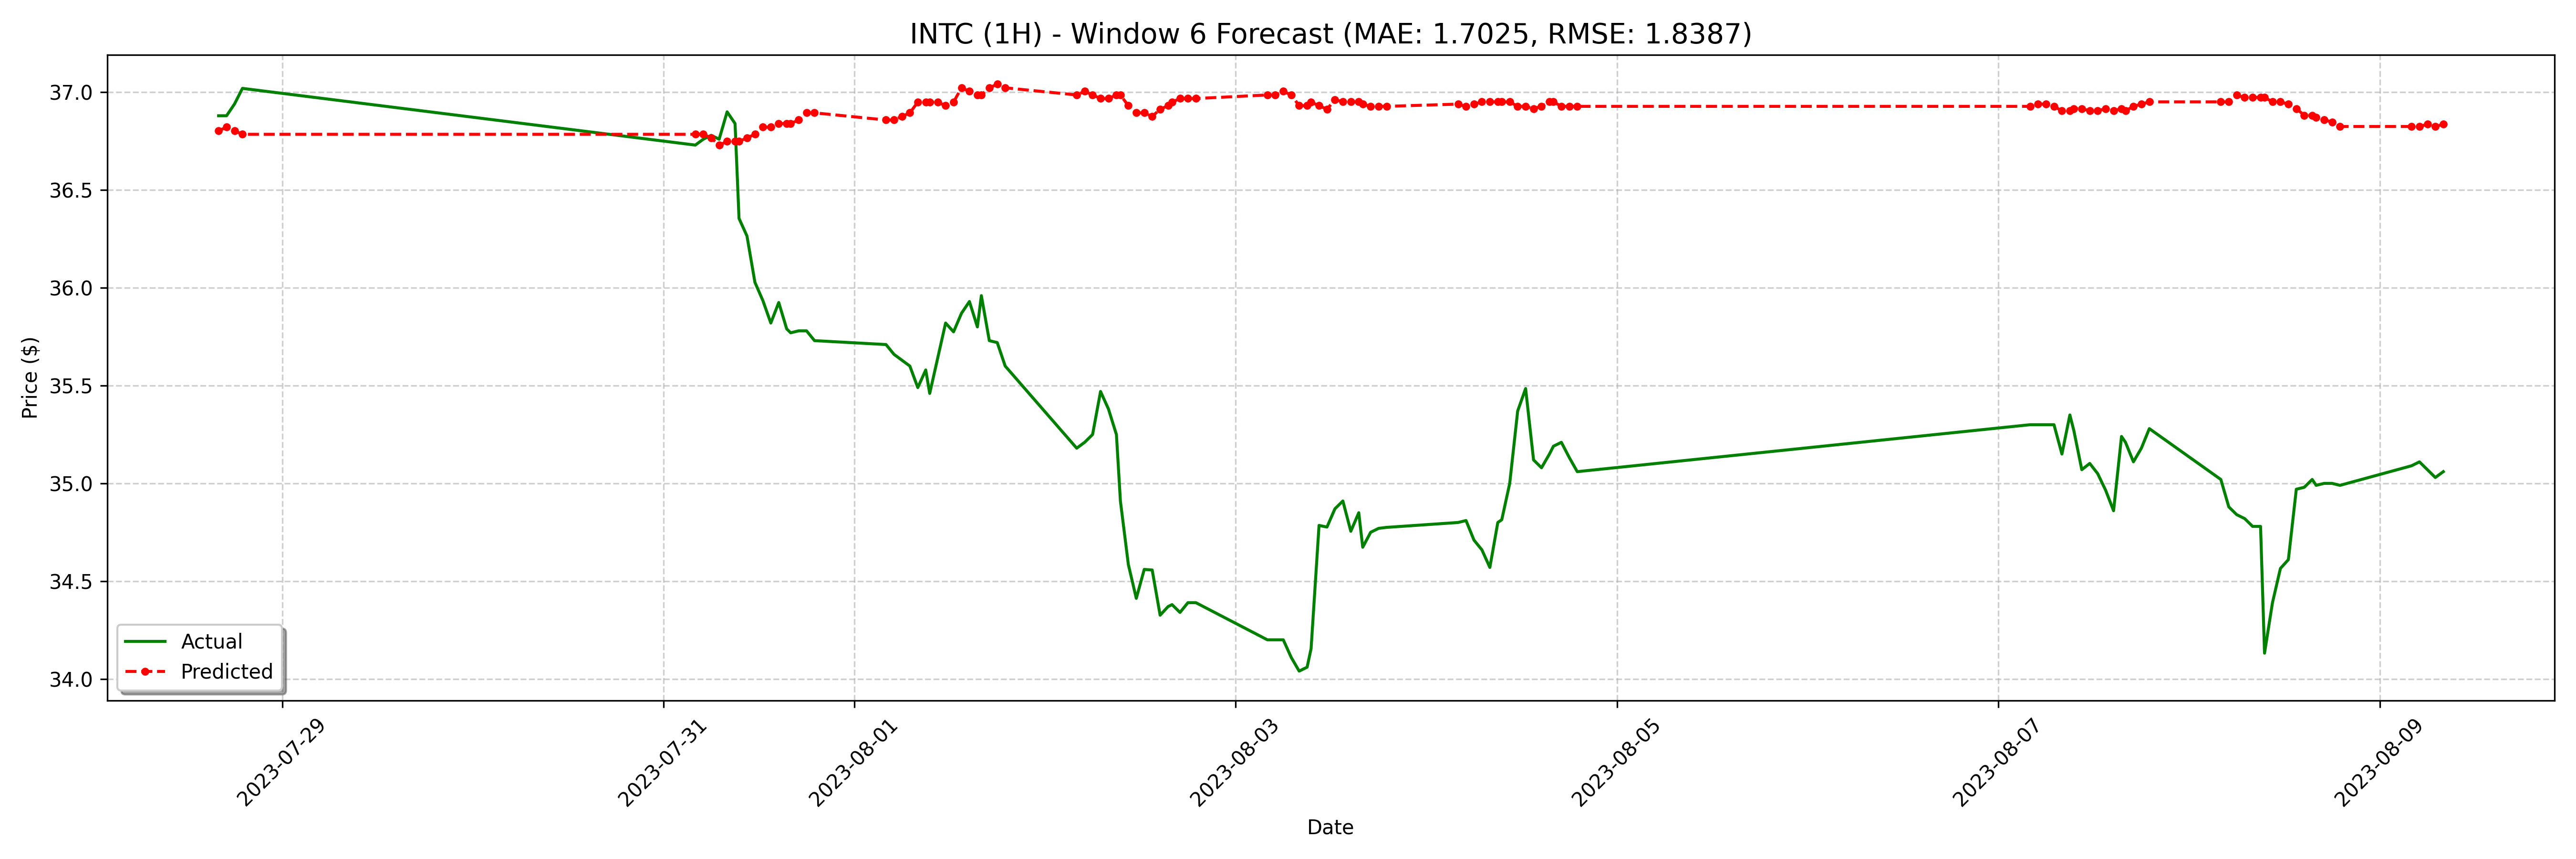 INTC (1H) - Window 6 Forecast (MAE: 1.7025, RMSE: 1.8387)
Price ($)
37.0
36.5
36.0
35.5
35.0
34.5
34.0
Actual
Predicted
2023-07-29
2023-07-31
2023-08-01
2023-08-03
2023-08-05
2023-08-07
2023-08-09
Date